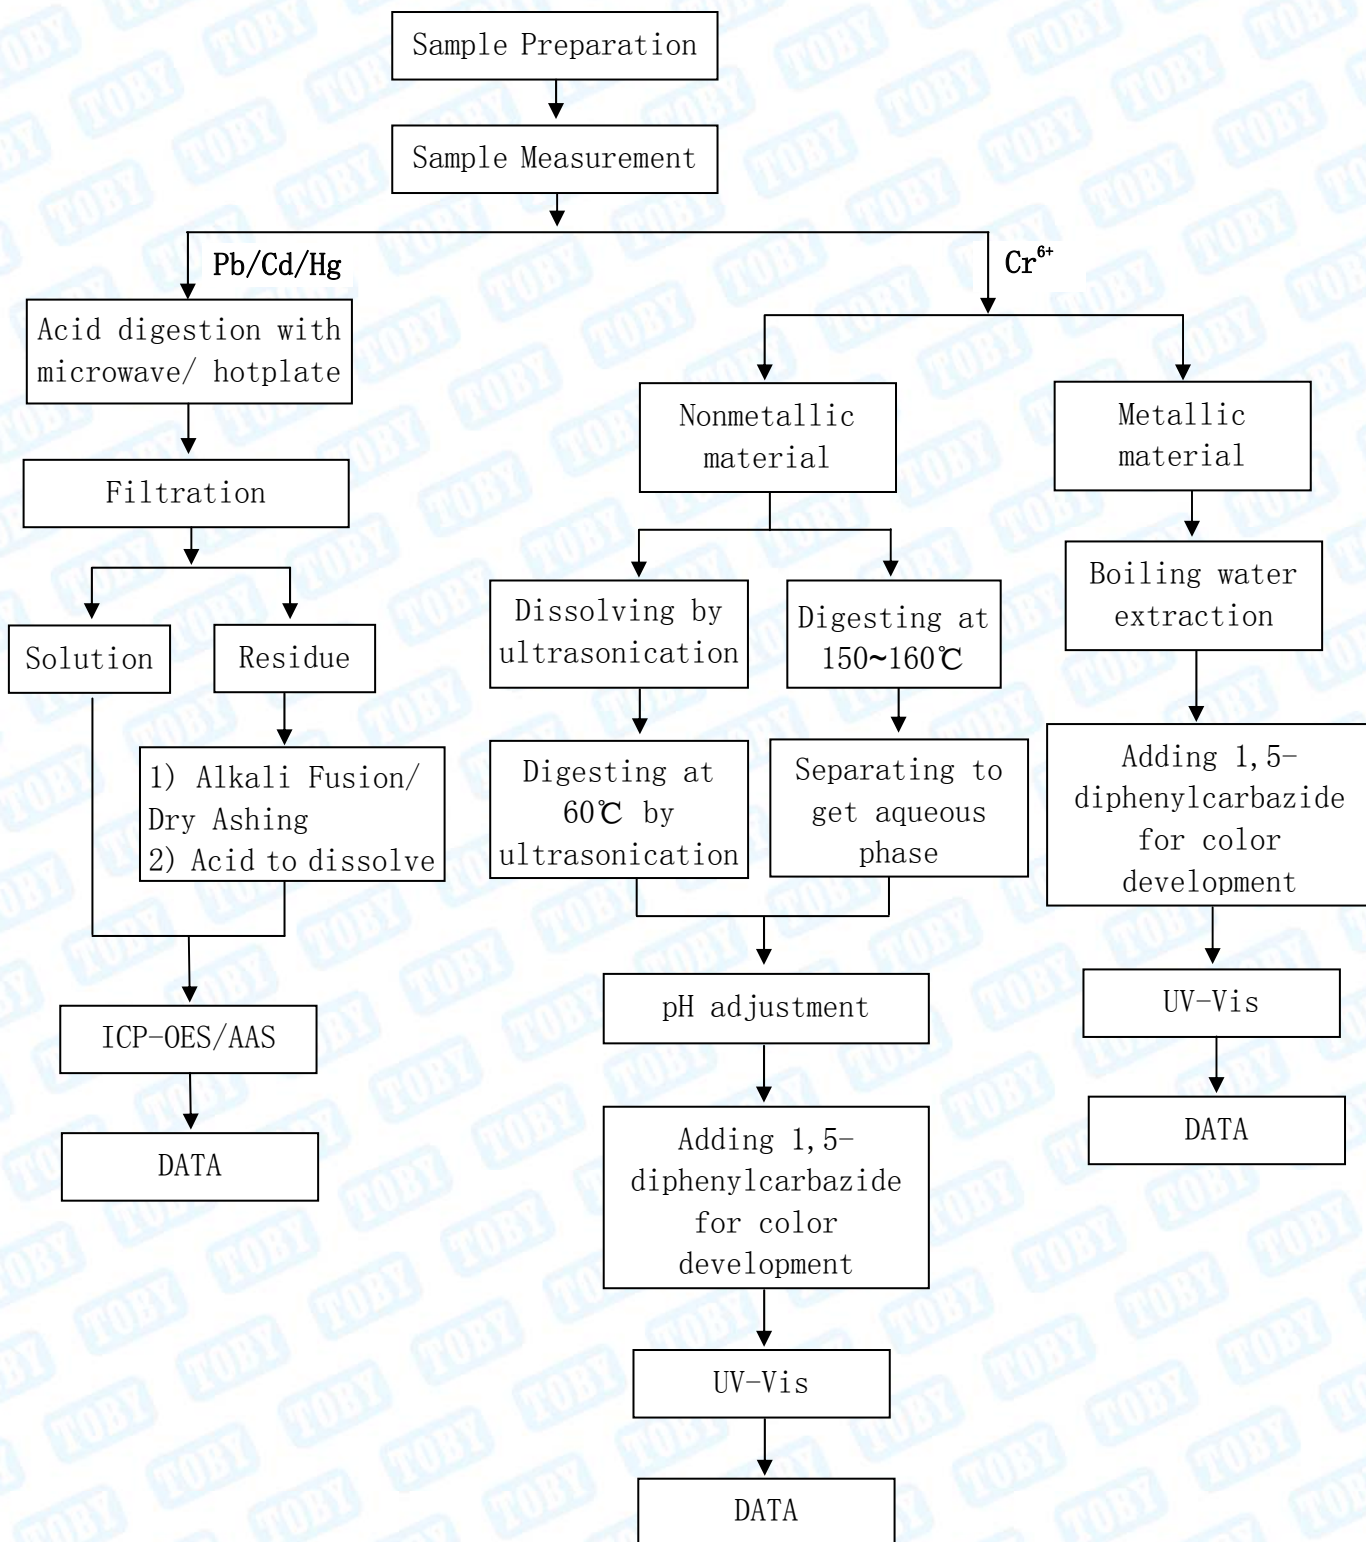 Sample Preparation
Sample Measurement
Pb/Cd/Hg
Cr⁶⁺
Acid digestion with
microwave/ hotplate
Filtration
Solution
Residue
1) Alkali Fusion/
Dry Ashing
2) Acid to dissolve
ICP-OES/AAS
DATA
Nonmetallic
material
Dissolving by
ultrasonication
Digesting at
60℃ by
ultrasonication
Digesting at
150~160℃
Separating to
get aqueous
phase
pH adjustment
Adding 1,5-
diphenylcarbazide
for color
development
UV-Vis
DATA
Metallic
material
Boiling water
extraction
Adding 1,5-
diphenylcarbazide
for color
development
UV-Vis
DATA
TOBY